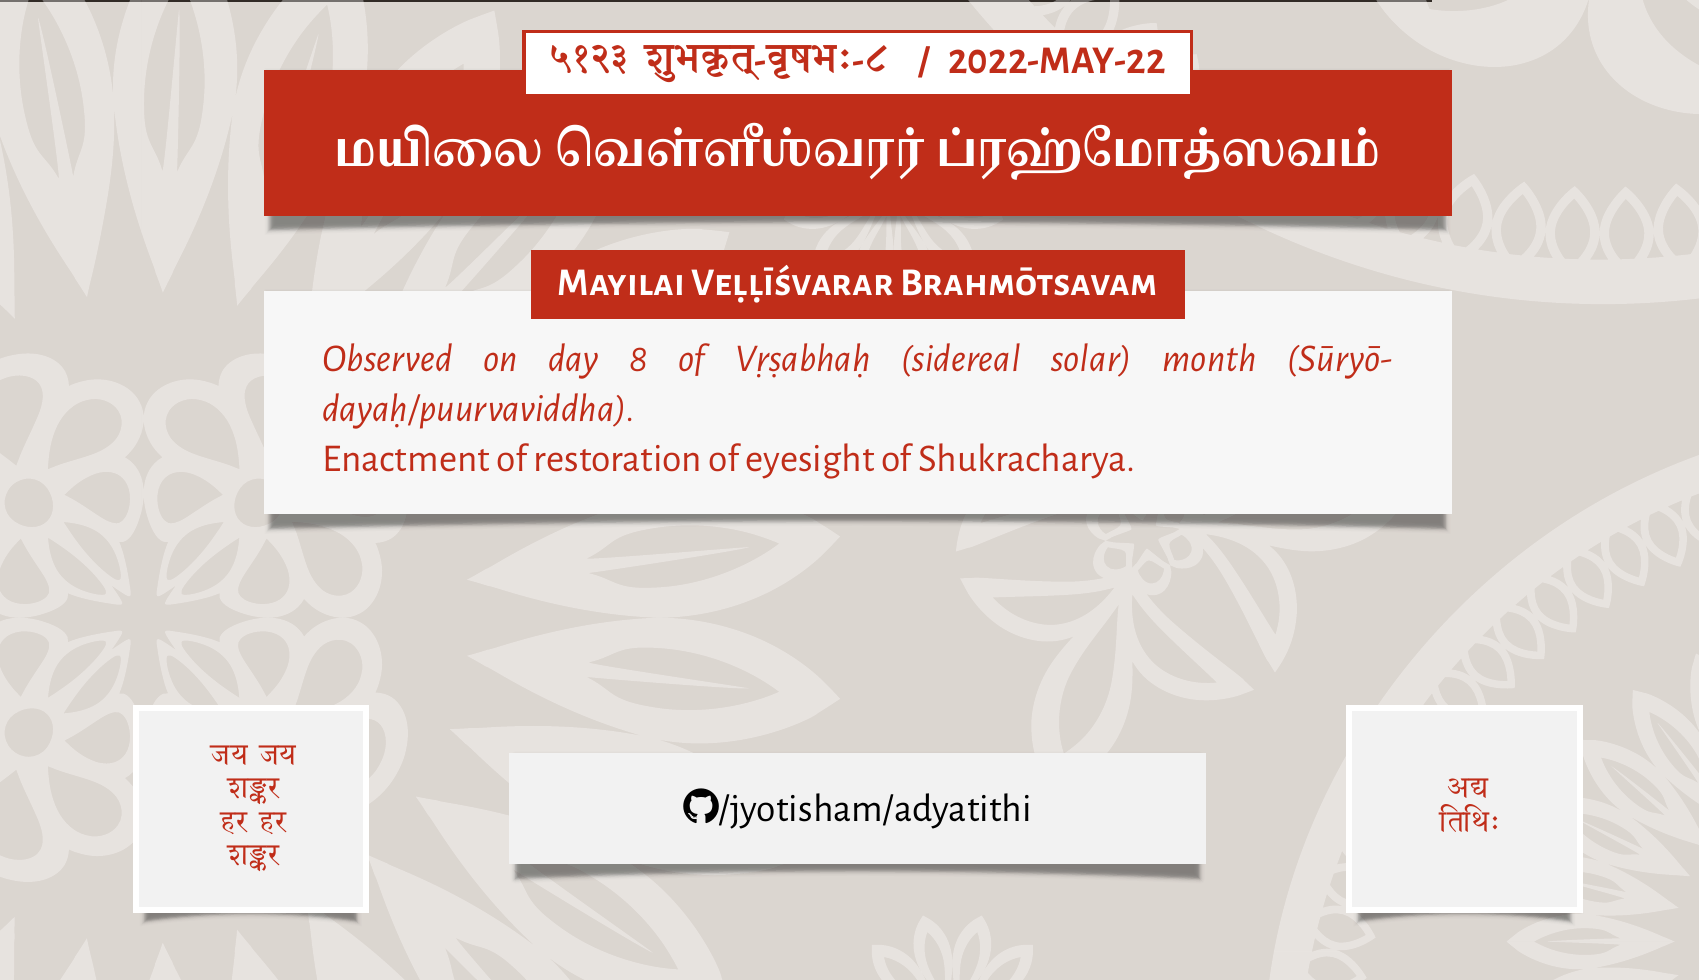 ५१२३ शुभकृत्-वृषभः-८ / 2022-MAY-22
மயிலை வெள்ளீஶ்வரர் ப்ரஹ்மோத்ஸவம்
Mayilai Veḷḷīśvarar Brahmōtsavam
Observed on day 8 of Vṛṣabhaḥ (sidereal solar) month (Sūryō-
dayaḥ/puurvaviddha).
Enactment of restoration of eyesight of Shukracharya.
जय जय
शङ्कर
हर हर
शङ्कर
/jyotisham/adyatithi
अद्य
तिथिः